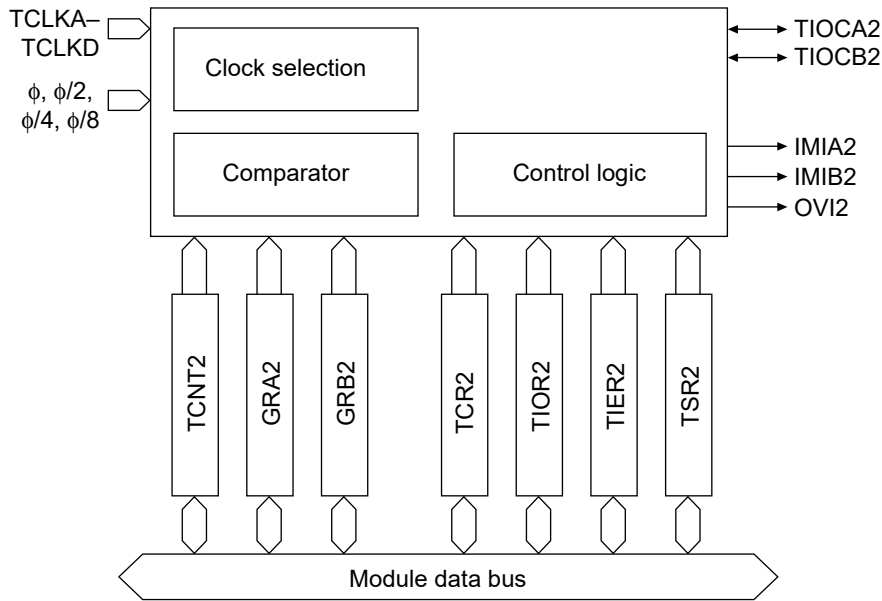 TCLKA–
TCLKD
ϕ, ϕ/2,
ϕ/4, ϕ/8
Clock selection
Comparator
Control logic
TIOCA2
TIOCB2
IMIA2
IMIB2
OVI2
TCNT2
GRA2
GRB2
TCR2
TIOR2
TIER2
TSR2
Module data bus